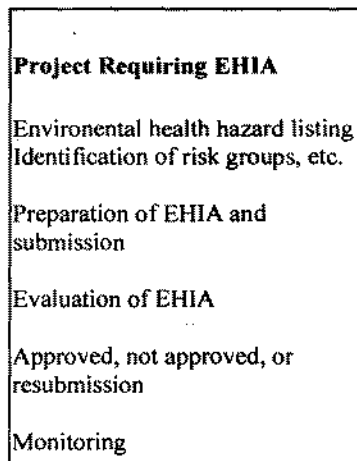 Project Requiring EHIA
Environental health hazard listing
Identification of risk groups, etc.
Preparation of EHIA and
submission
Evaluation of EHIA
Approved, not approved, or
resubmission
Monitoring